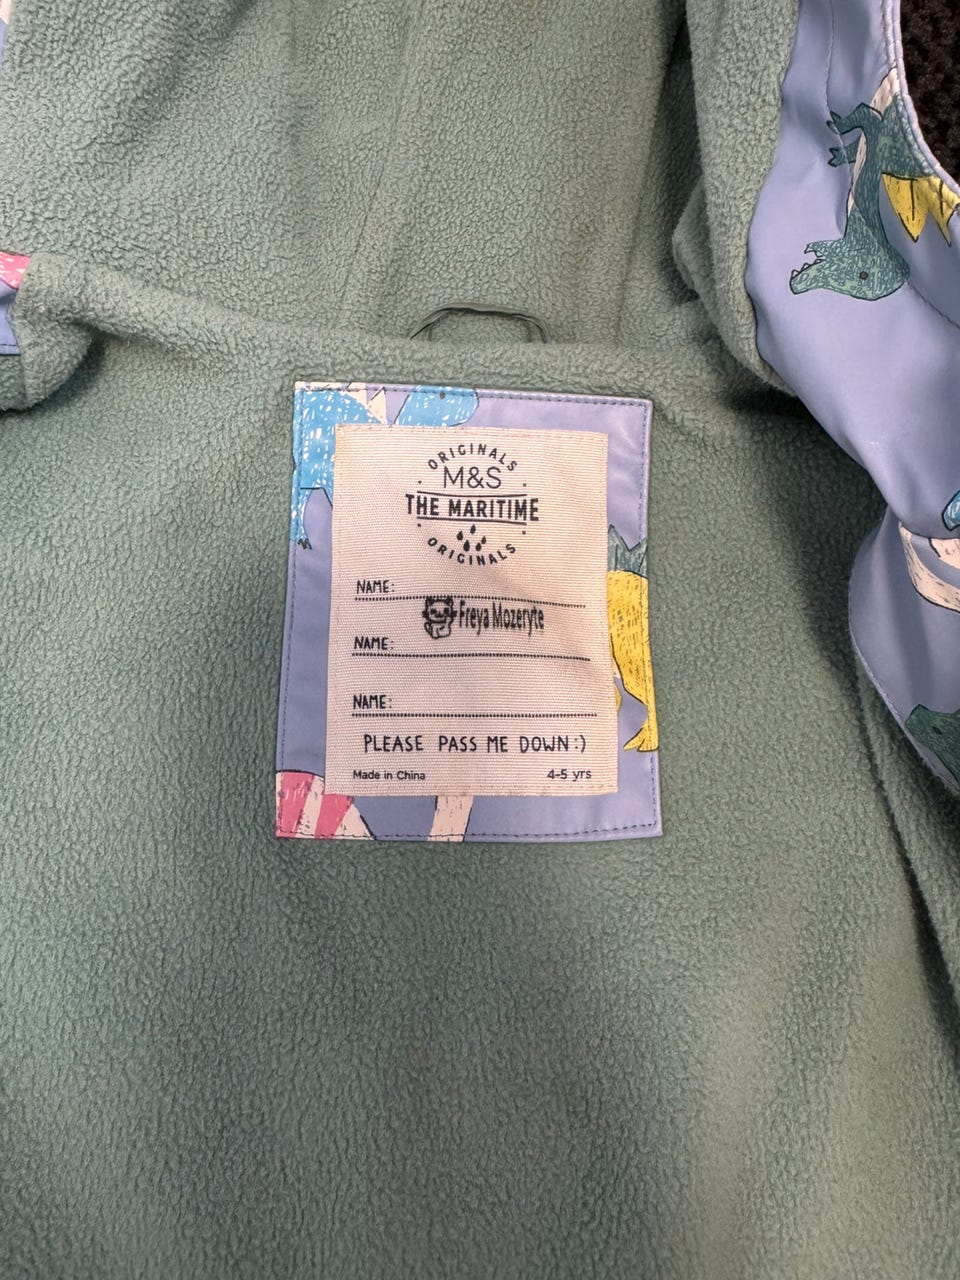 ORIGINALS
M&S
THE MARITIME
ORIGINALS
NAME:
Freya Mozeryte
NAME:
NAME:
PLEASE PASS ME DOWN :)
Made in China 4-5 yrs